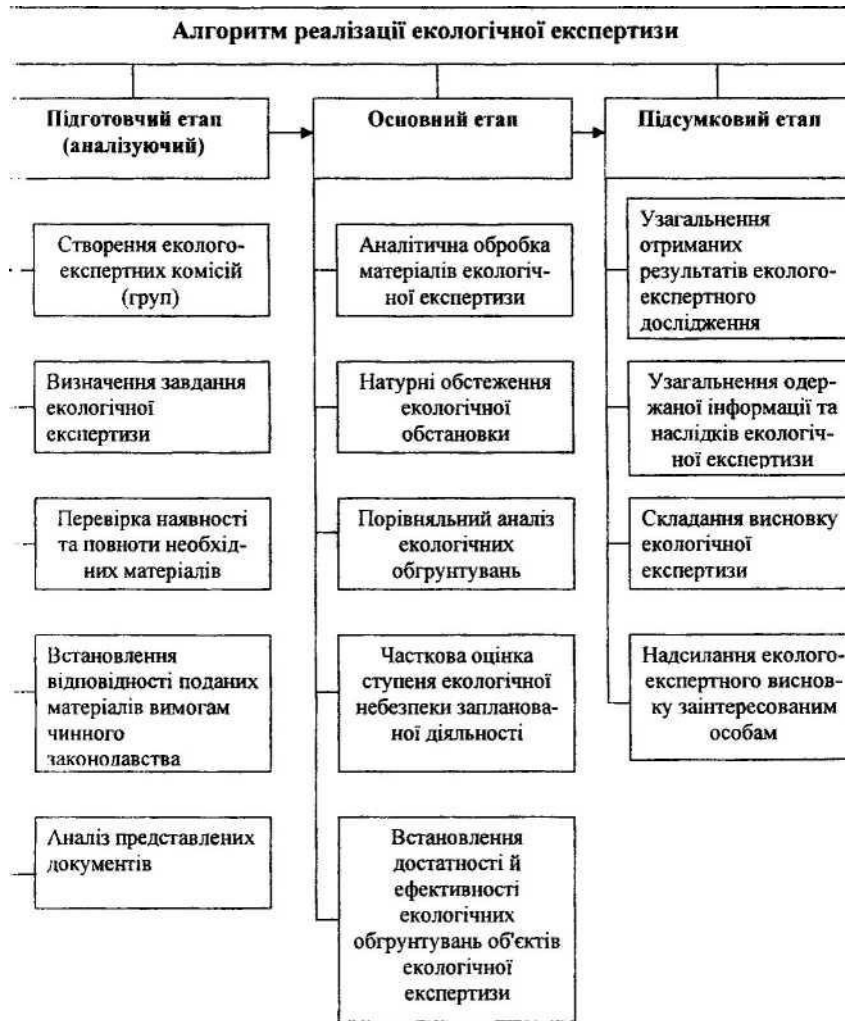 Алгоритм реалізації екологічної експертизи
Підготовчий етап
(аналізуючий)
Створення еколого-
експертних комісій
(груп)
Визначення завдання
екологічної
експертизи
Перевірка наявності
та повноти необхід-
них матеріалів
Встановлення
відповідності поданих
матеріалів вимогам
чинного
законодавства
Аналіз представлених
документів
Основний етап
Аналітична обробка
матеріалів екологіч-
ної експертизи
Натурні обстеження
екологічної
обстановки
Порівняльний аналіз
екологічних
обгрунтувань
Часткова оцінка
ступеня екологічної
небезпеки запланова-
ної діяльності
Встановлення
достатності й
ефективності
екологічних
обгрунтувань об'єктів
екологічної
експертизи
Підсумковий етап
Узагальнення
отриманих
результатів еколого-
експертного
дослідження
Узагальнення одер-
жаної інформації та
наслідків екологіч-
ної експертизи
Складання висновку
екологічної
експертизи
Надсилання еколого-
експертного виснов-
ку заінтересованим
особам